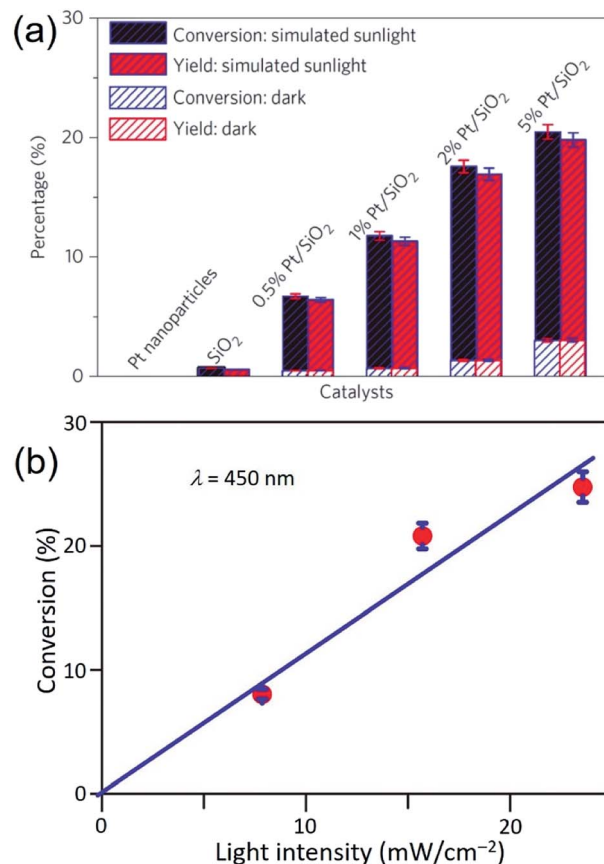 (a)
30
20
10
0
Percentage (%)
Conversion: simulated sunlight
Yield: simulated sunlight
Conversion: dark
Yield: dark
Pt nanoparticles
SiO₂
0.5% Pt/SiO₂
1% Pt/SiO₂
2% Pt/SiO₂
5% Pt/SiO₂
Catalysts
(b)
30
20
10
0
Conversion (%)
λ = 450 nm
0
10
20
Light intensity (mW/cm⁻²)